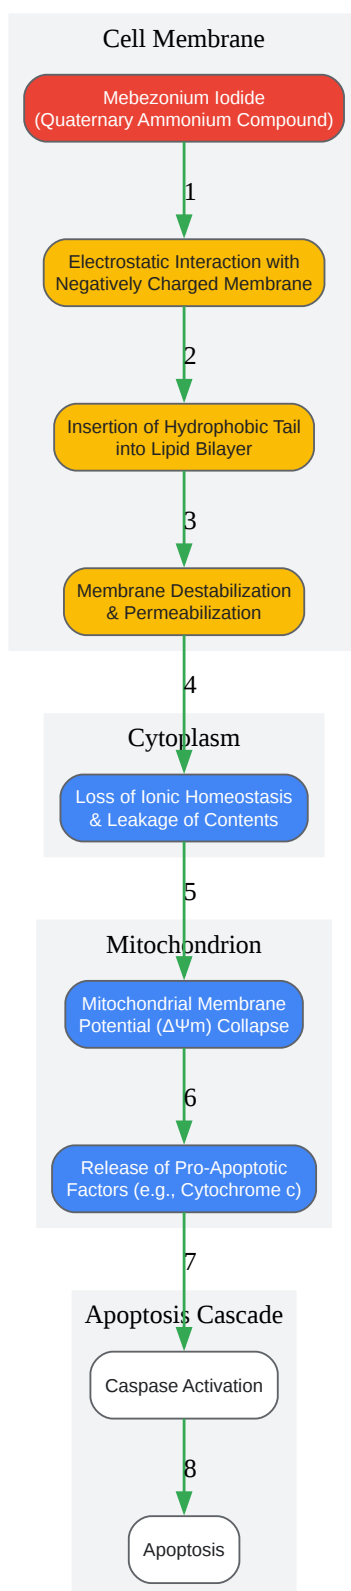 Cell Membrane
Mebezonium Iodide
(Quaternary Ammonium Compound)
1
Electrostatic Interaction with
Negatively Charged Membrane
2
Insertion of Hydrophobic Tail
into Lipid Bilayer
3
Membrane Destabilization
& Permeabilization
4
Cytoplasm
Loss of Ionic Homeostasis
& Leakage of Contents
5
Mitochondrion
Mitochondrial Membrane
Potential (ΔΨm) Collapse
6
Release of Pro-Apoptotic
Factors (e.g., Cytochrome c)
7
Apoptosis Cascade
Caspase Activation
8
Apoptosis